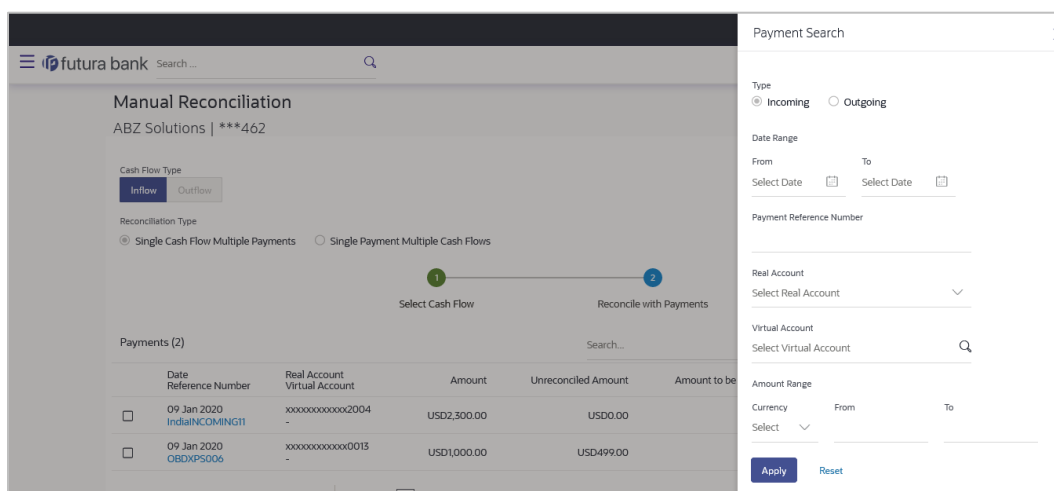 futura bank
Search ...
Manual Reconciliation
ABZ Solutions | ***462
Cash Flow Type
Inflow Outflow
Reconciliation Type
Single Cash Flow Multiple Payments Single Payment Multiple Cash Flows
1 2
Select Cash Flow Reconcile with Payments
Payments (2) Search...
Date Real Account
Reference Number Virtual Account Amount Unreconciled Amount Amount to be
09 Jan 2020 xxxxxxxxxxxx2004 USD2,300.00 USD0.00
IndiaINCOMING11 -
09 Jan 2020 xxxxxxxxxxxx0013 USD1,000.00 USD499.00
OBDXPS006 -
Payment Search
Type
Incoming Outgoing
Date Range
From To
Select Date Select Date
Payment Reference Number
Real Account
Select Real Account
Virtual Account
Select Virtual Account
Amount Range
Currency From To
Select
Apply Reset